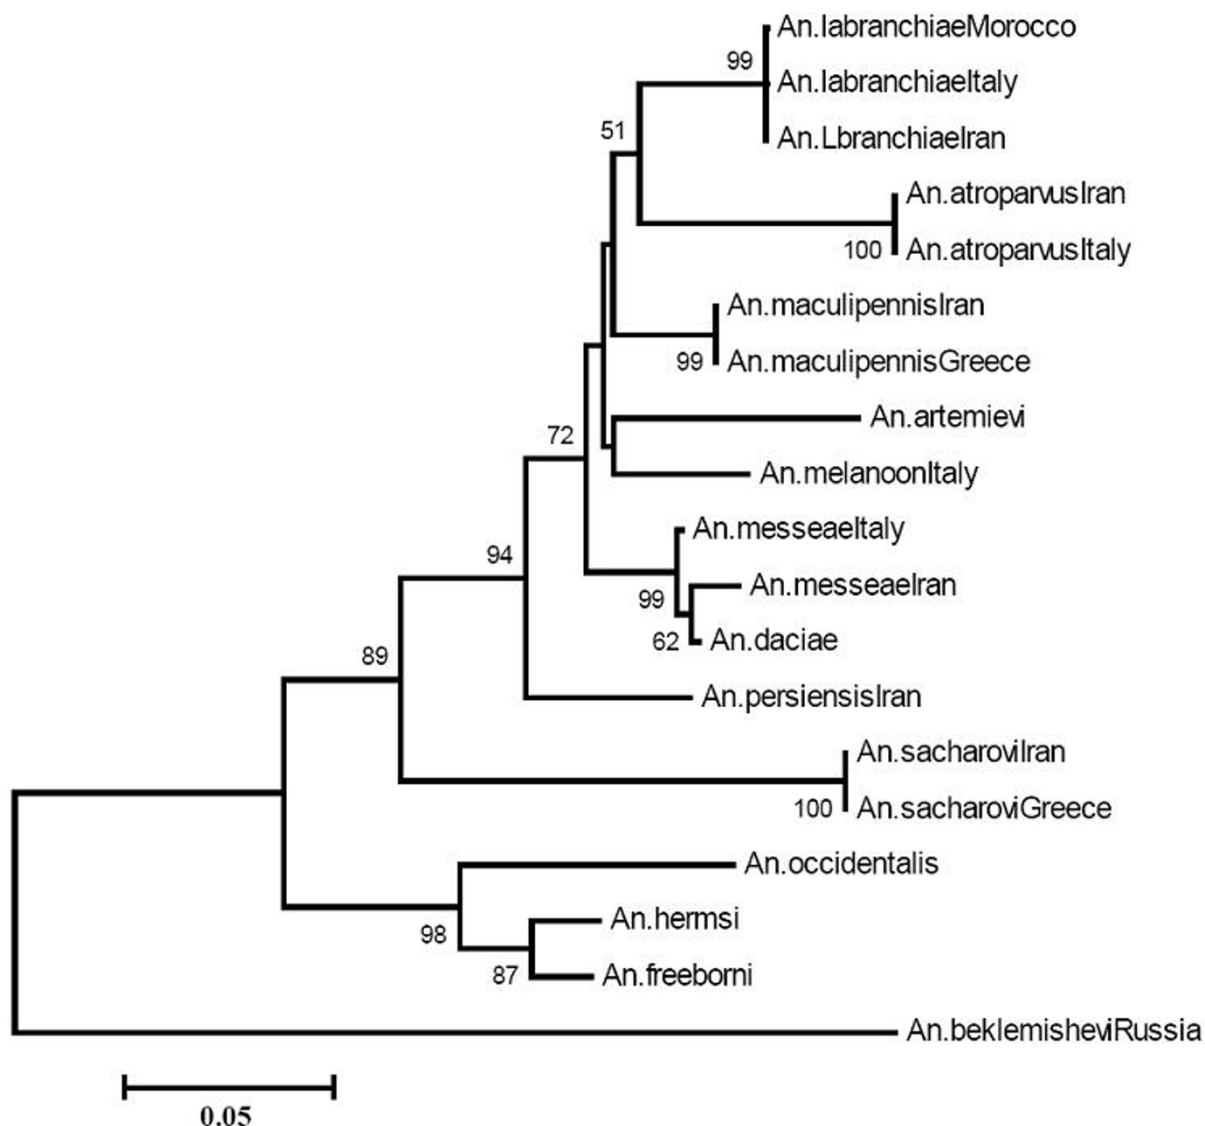 An.labranchiaeMorocco
99
An.labranchiaeItaly
51
An.LbranchiaeIran
An.atroparvusIran
100
An.atroparvusItaly
An.maculipennisIran
99
An.maculipennisGreece
An.artemievi
72
An.melanoonItaly
An.messeaeItaly
94
An.messeaeIran
99
62
An.daciae
89
An.persiensisIran
An.sacharoviIran
100
An.sacharoviGreece
An.occidentalis
An.hermsi
98
87
An.freeborni
An.beklemisheviRussia
0.05